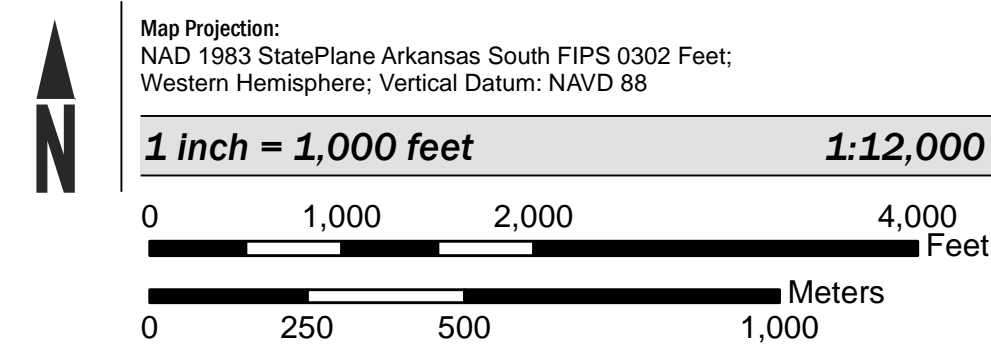 N
Map Projection:
NAD 1983 StatePlane Arkansas South FIPS 0302 Feet;
Western Hemisphere; Vertical Datum: NAVD 88
1 inch = 1,000 feet 1:12,000
0 1,000 2,000 4,000
Feet
Meters
0 250 500 1,000